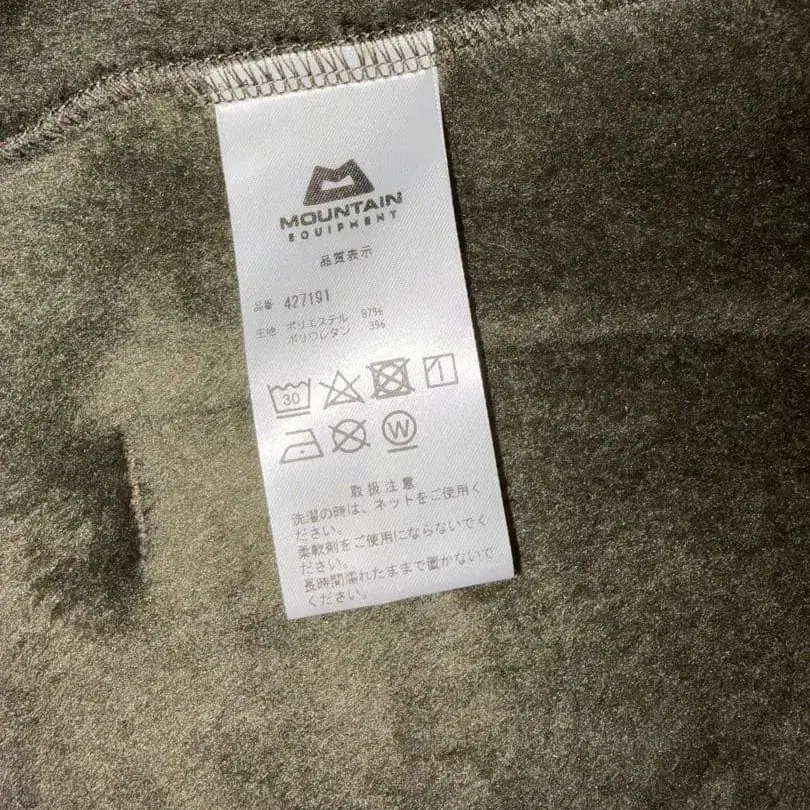 MOUNTAIN
EQUIPMENT
品質表示
品番 427191
生地 ポリエステル 97%
ポリウレタン 3%
30
W
取扱注意
洗濯の時は、ネットをご使用く
ださい。
柔軟剤をご使用にならないでく
ださい。
長時間濡れたままで置かないで
ください。